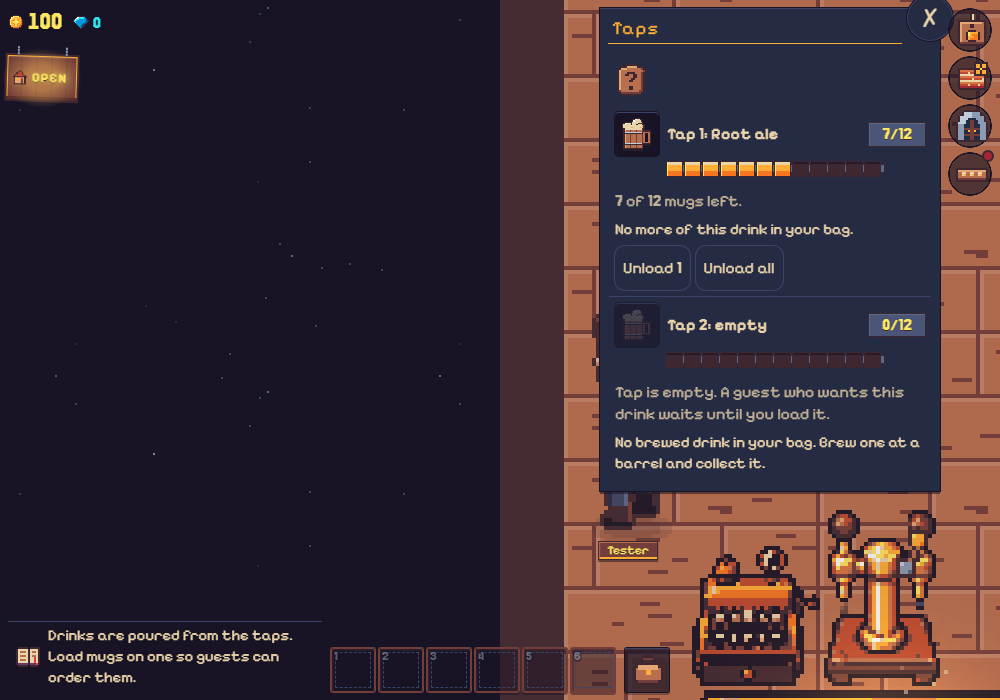 100 0
OPEN
Taps
X
?
Tap 1: Root ale
7/12
7 of 12 mugs left.
No more of this drink in your bag.
Unload 1 Unload all
Tap 2: empty
0/12
Tap is empty. A guest who wants this
drink waits until you load it.
No brewed drink in your bag. Brew one at a
barrel and collect it.
Tester
Drinks are poured from the taps.
Load mugs on one so guests can
order them.
1 2 3 4 5 6